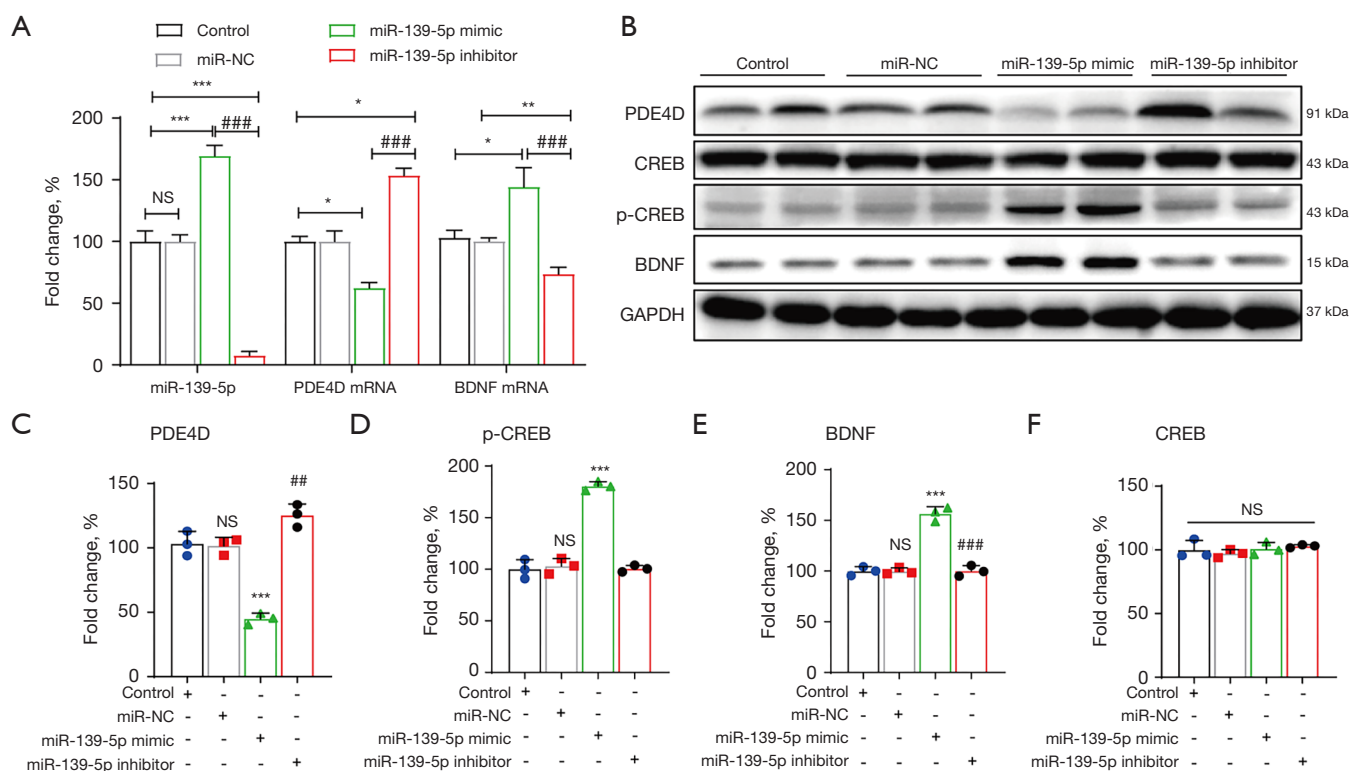 A
Control
miR-NC
miR-139-5p mimic
miR-139-5p inhibitor
Fold change, %
200
150
100
50
0
***
***
###
NS
*
###
*
**
###
*
miR-139-5p
PDE4D mRNA
BDNF mRNA
B
Control
miR-NC
miR-139-5p mimic
miR-139-5p inhibitor
PDE4D
91 kDa
CREB
43 kDa
p-CREB
43 kDa
BDNF
15 kDa
GAPDH
37 kDa
C
PDE4D
Fold change, %
150
100
50
0
NS
***
##
Control + - - -
miR-NC - + - -
miR-139-5p mimic - - + -
miR-139-5p inhibitor - - - +
D
p-CREB
Fold change, %
200
150
100
50
0
NS
***
Control + - - -
miR-NC - + - -
miR-139-5p mimic - - + -
miR-139-5p inhibitor - - - +
E
BDNF
Fold change, %
200
150
100
50
0
NS
***
###
Control + - - -
miR-NC - + - -
miR-139-5p mimic - - + -
miR-139-5p inhibitor - - - +
F
CREB
Fold change, %
150
100
50
0
NS
Control + - - -
miR-NC - + - -
miR-139-5p mimic - - + -
miR-139-5p inhibitor - - - +